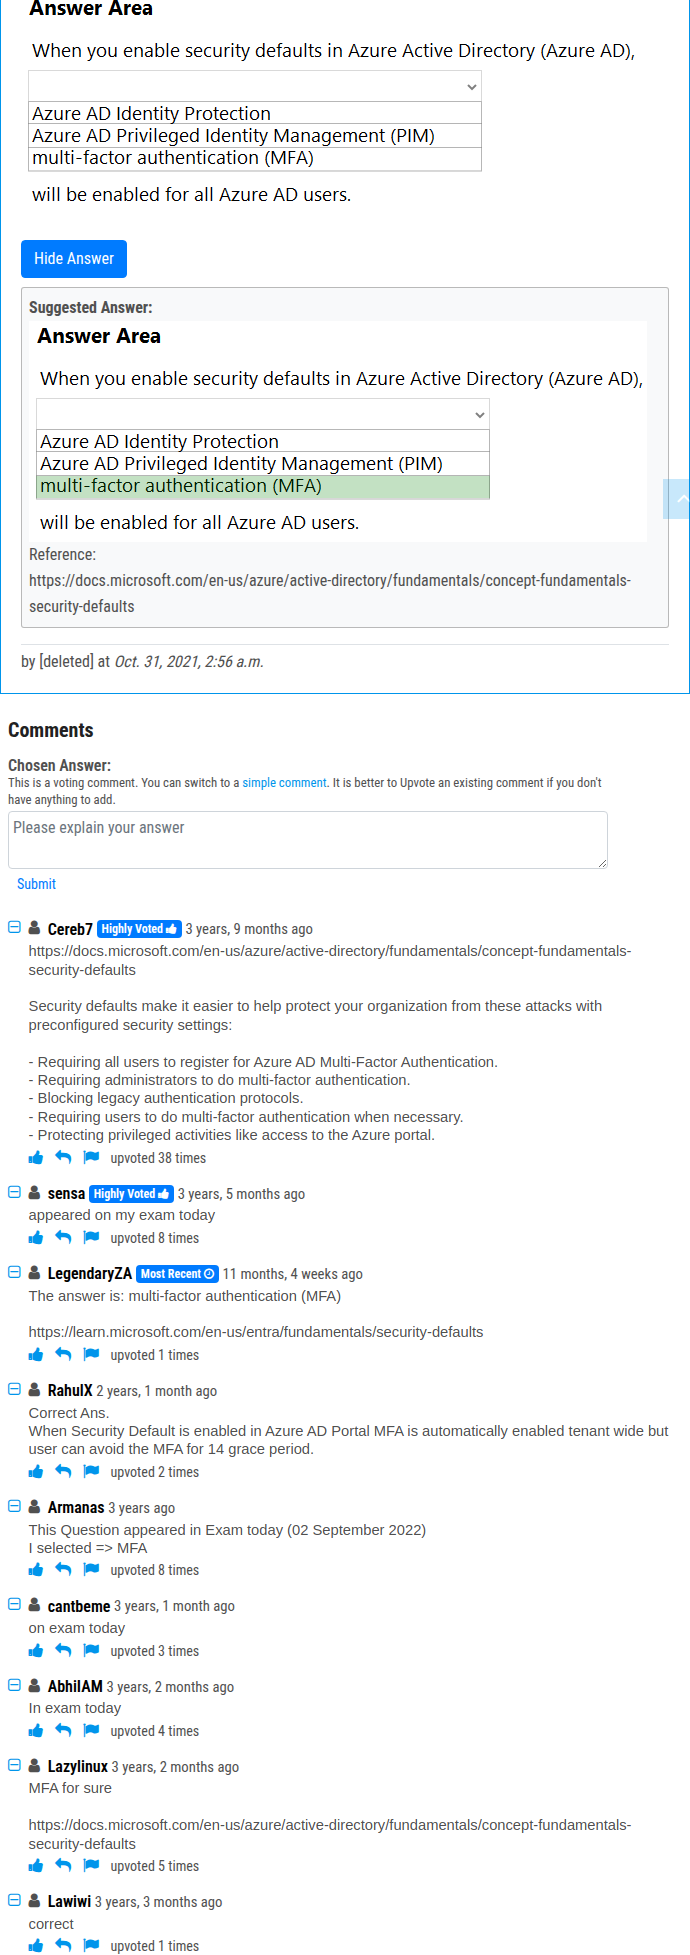 Answer Area
When you enable security defaults in Azure Active Directory (Azure AD),
Azure AD Identity Protection
Azure AD Privileged Identity Management (PIM)
multi-factor authentication (MFA)
will be enabled for all Azure AD users.
Hide Answer
Suggested Answer:
Answer Area
When you enable security defaults in Azure Active Directory (Azure AD),
Azure AD Identity Protection
Azure AD Privileged Identity Management (PIM)
multi-factor authentication (MFA)
will be enabled for all Azure AD users.
Reference:
https://docs.microsoft.com/en-us/azure/active-directory/fundamentals/concept-fundamentals-
security-defaults
by [deleted] at Oct. 31, 2021, 2:56 a.m.
Comments
Chosen Answer:
This is a voting comment. You can switch to a simple comment. It is better to Upvote an existing comment if you don't
have anything to add.
Please explain your answer
Submit
Cereb7 Highly Voted 3 years, 9 months ago
https://docs.microsoft.com/en-us/azure/active-directory/fundamentals/concept-fundamentals-
security-defaults
Security defaults make it easier to help protect your organization from these attacks with
preconfigured security settings:
- Requiring all users to register for Azure AD Multi-Factor Authentication.
- Requiring administrators to do multi-factor authentication.
- Blocking legacy authentication protocols.
- Requiring users to do multi-factor authentication when necessary.
- Protecting privileged activities like access to the Azure portal.
upvoted 38 times
sensa Highly Voted 3 years, 5 months ago
appeared on my exam today
upvoted 8 times
LegendaryZA Most Recent 11 months, 4 weeks ago
The answer is: multi-factor authentication (MFA)
https://learn.microsoft.com/en-us/entra/fundamentals/security-defaults
upvoted 1 times
RahulX 2 years, 1 month ago
Correct Ans.
When Security Default is enabled in Azure AD Portal MFA is automatically enabled tenant wide but
user can avoid the MFA for 14 grace period.
upvoted 2 times
Armanas 3 years ago
This Question appeared in Exam today (02 September 2022)
I selected => MFA
upvoted 8 times
cantbeme 3 years, 1 month ago
on exam today
upvoted 3 times
AbhilAM 3 years, 2 months ago
In exam today
upvoted 4 times
Lazylinux 3 years, 2 months ago
MFA for sure
https://docs.microsoft.com/en-us/azure/active-directory/fundamentals/concept-fundamentals-
security-defaults
upvoted 5 times
Lawiwi 3 years, 3 months ago
correct
upvoted 1 times